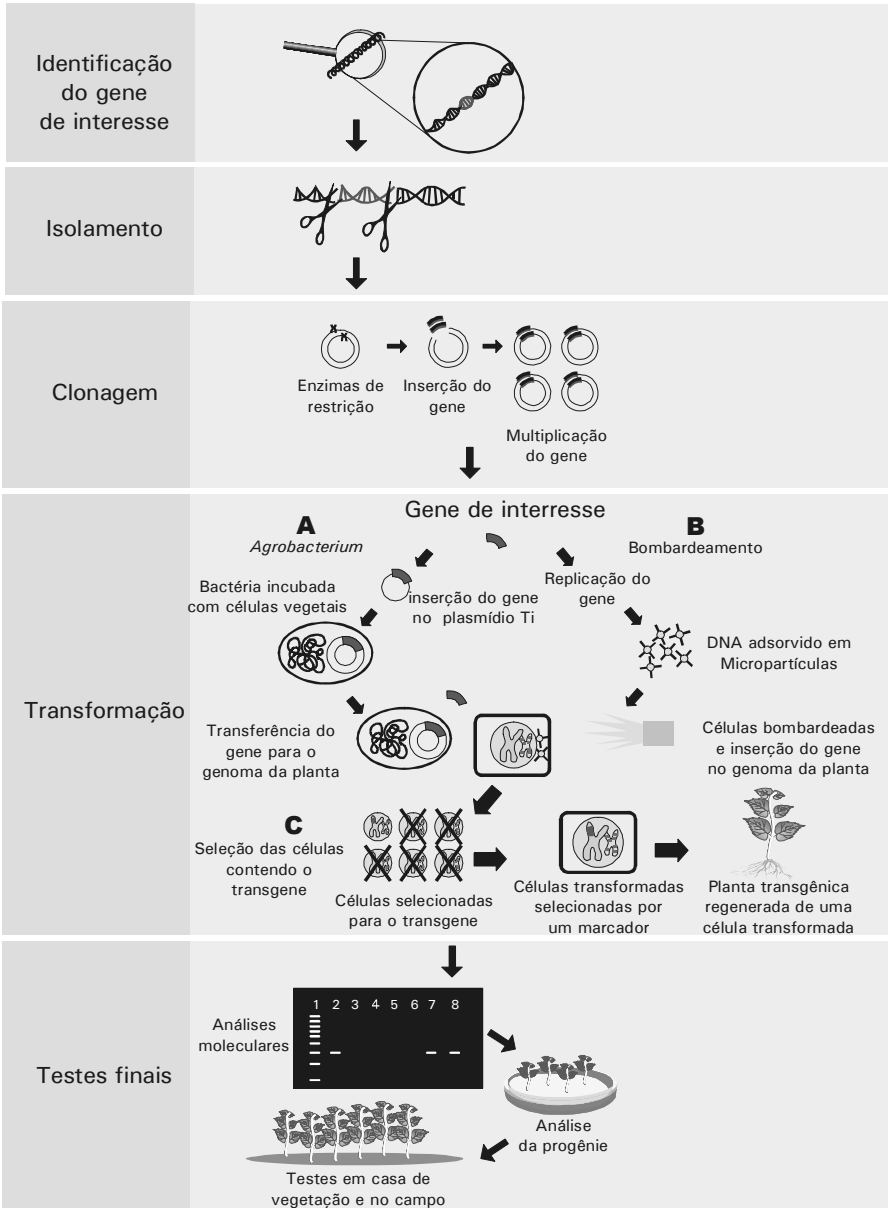 Identificação
do gene
de interesse
Isolamento
Clonagem
Enzimas de
restrição
Inserção do
gene
Multiplicação
do gene
Transformação
Gene de interresse
A
Agrobacterium
B
Bombardeamento
Bactéria incubada
com células vegetais
inserção do gene
no plasmídio Ti
Replicação do
gene
DNA adsorvido em
Micropartículas
Transferência do
gene para o
genoma da planta
Células bombardeadas
e inserção do gene
no genoma da planta
C
Seleção das células
contendo o
transgene
Células selecionadas
para o transgene
Células transformadas
selecionadas por
um marcador
Planta transgênica
regenerada de uma
célula transformada
Testes finais
Análises
moleculares
1 2 3 4 5 6 7 8
Análise
da progênie
Testes em casa de
vegetação e no campo